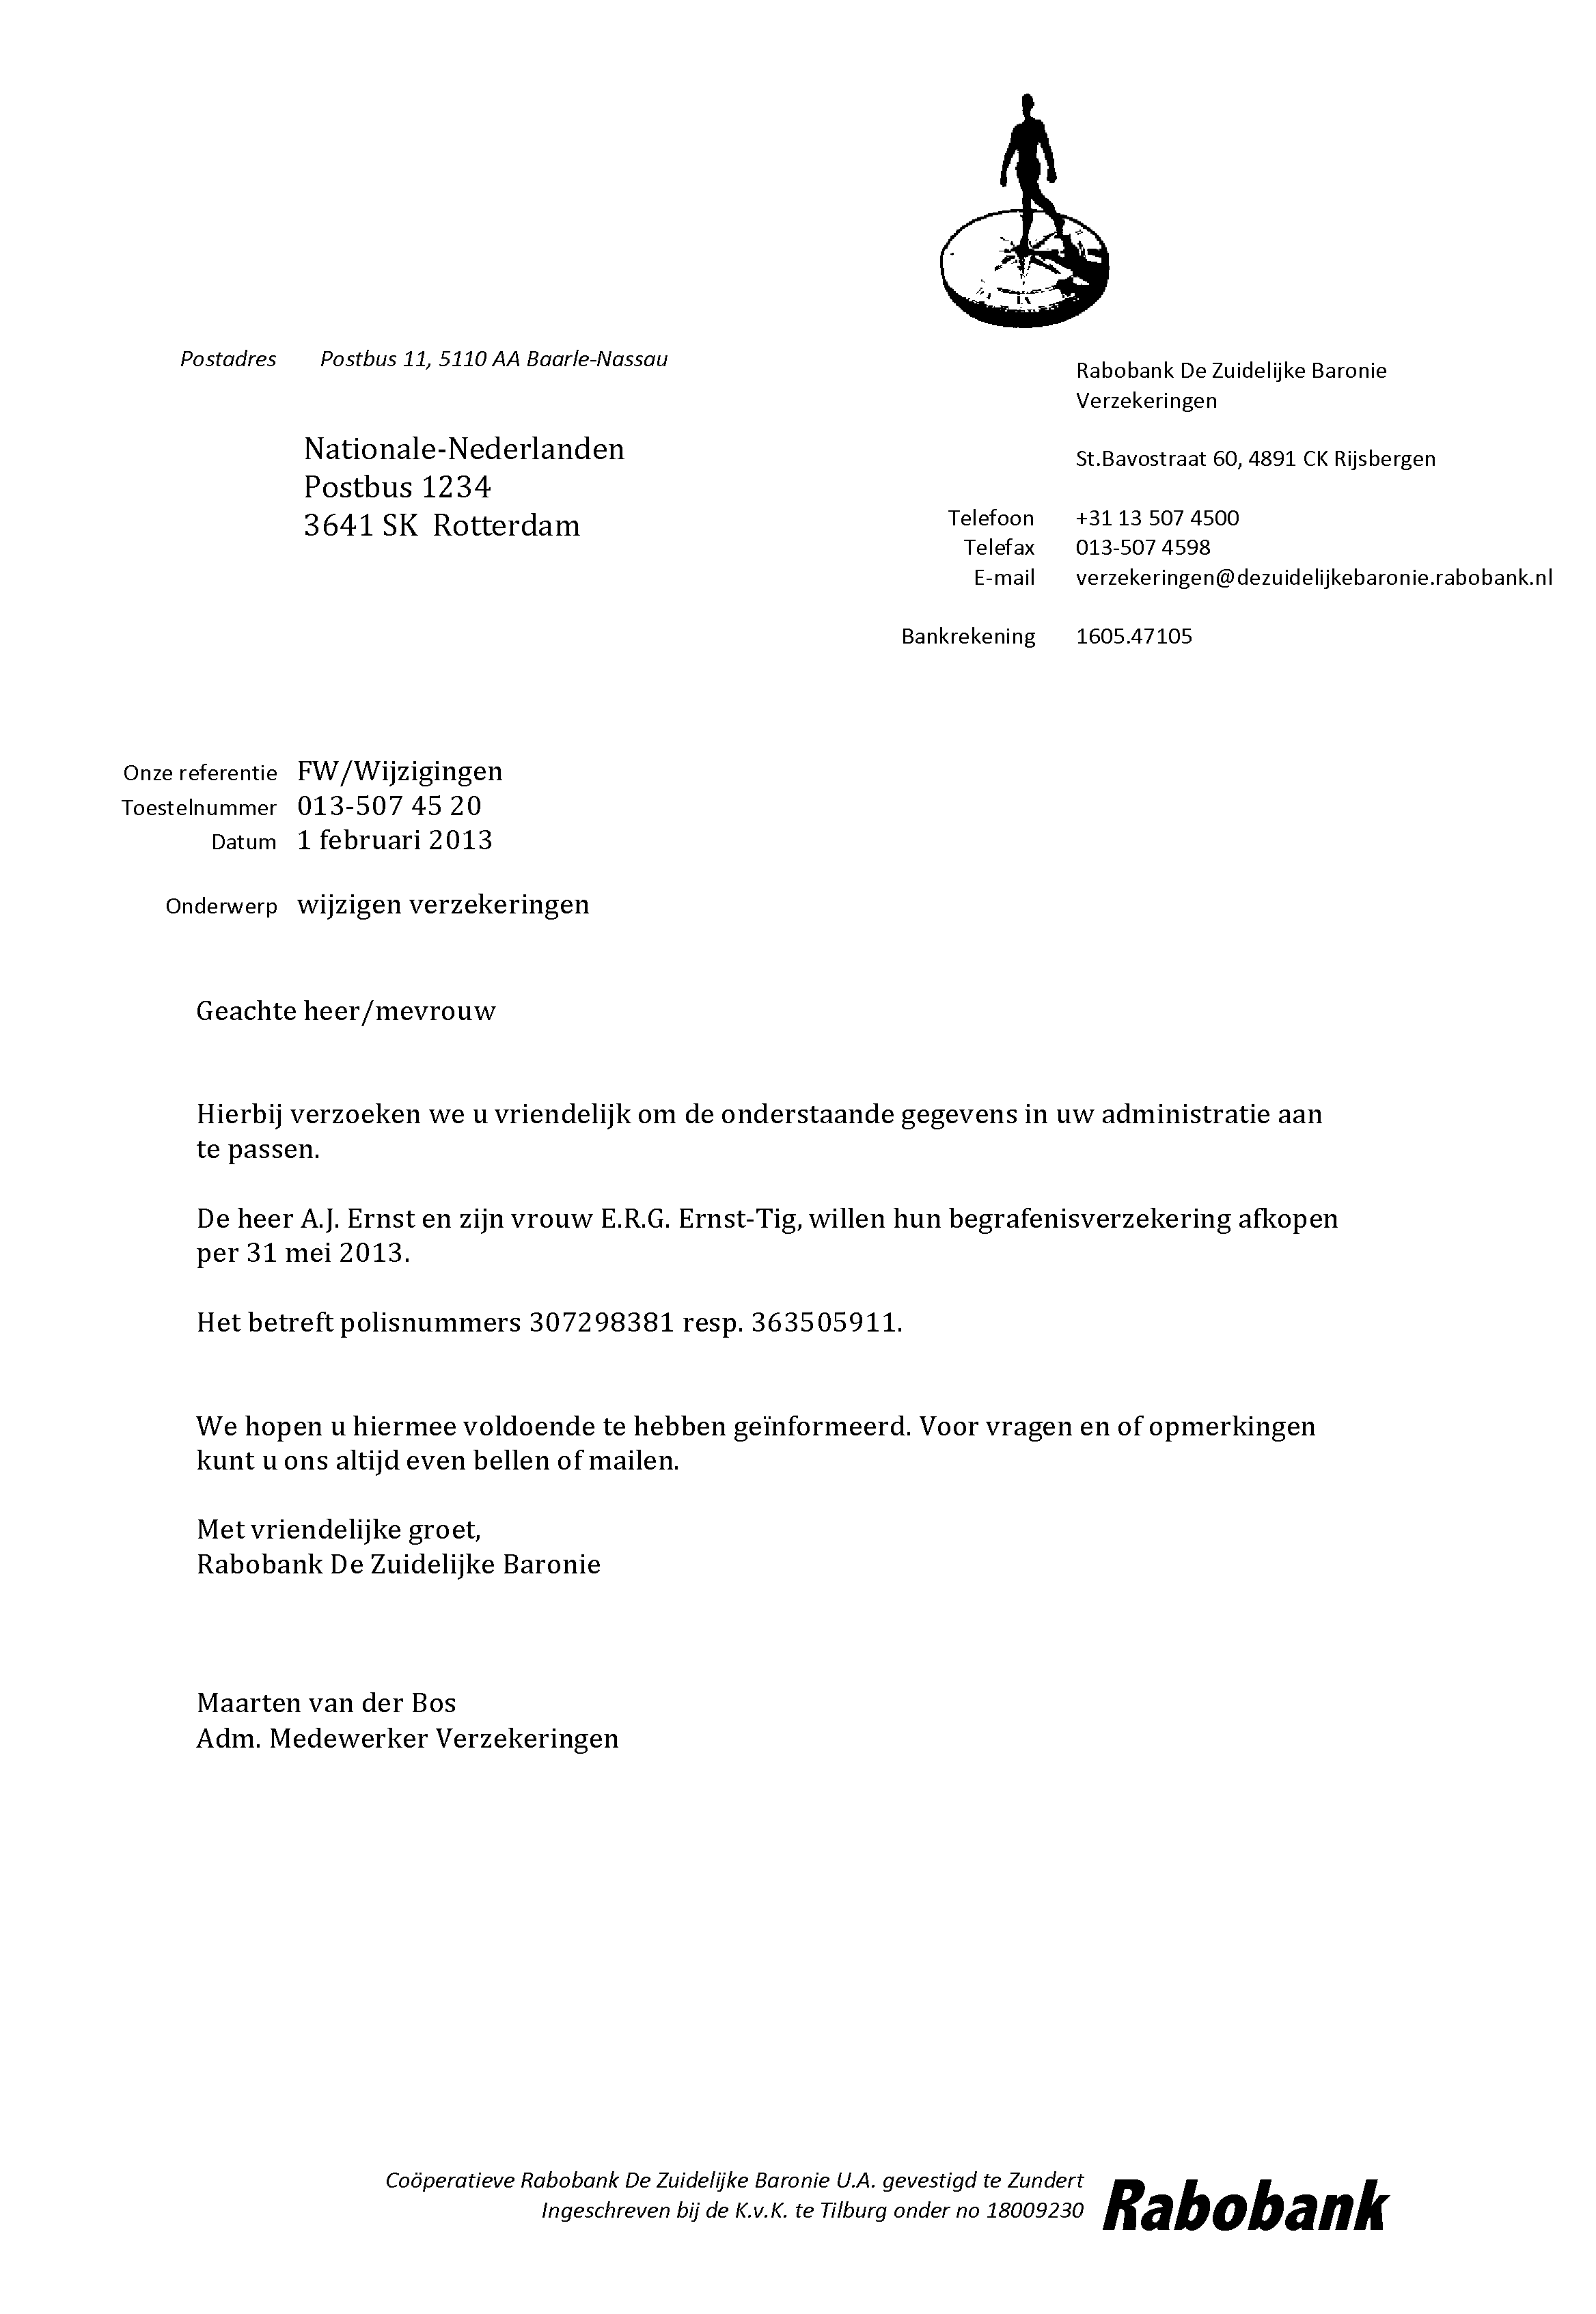 Postadres Postbus 11, 5110 AA Baarle-Nassau
Rabobank De Zuidelijke Baronie
Verzekeringen
Nationale-Nederlanden
Postbus 1234
3641 SK Rotterdam
St.Bavostraat 60, 4891 CK Rijsbergen
Telefoon +31 13 507 4500
Telefax 013-507 4598
E-mail verzekeringen@dezuidelijkebaronie.rabobank.nl
Bankrekening 1605.47105
Onze referentie FW/Wijzigingen
Toestelnummer 013-507 45 20
Datum 1 februari 2013
Onderwerp wijzigen verzekeringen
Geachte heer/mevrouw
Hierbij verzoeken we u vriendelijk om de onderstaande gegevens in uw administratie aan
te passen.
De heer A.J. Ernst en zijn vrouw E.R.G. Ernst-Tig, willen hun begrafenisverzekering afkopen
per 31 mei 2013.
Het betreft polisnummers 307298381 resp. 363505911.
We hopen u hiermee voldoende te hebben geïnformeerd. Voor vragen en of opmerkingen
kunt u ons altijd even bellen of mailen.
Met vriendelijke groet,
Rabobank De Zuidelijke Baronie
Maarten van der Bos
Adm. Medewerker Verzekeringen
Coöperatieve Rabobank De Zuidelijke Baronie U.A. gevestigd te Zundert
Ingeschreven bij de K.v.K. te Tilburg onder no 18009230
Rabobank